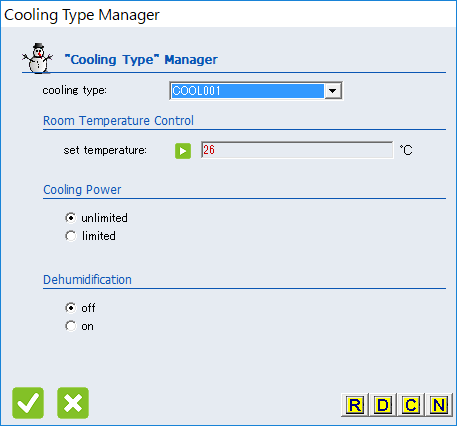 Cooling Type Manager
"Cooling Type" Manager
cooling type: COOL001
Room Temperature Control
set temperature: 26 °C
Cooling Power
unlimited
limited
Dehumidification
off
on
R D C N